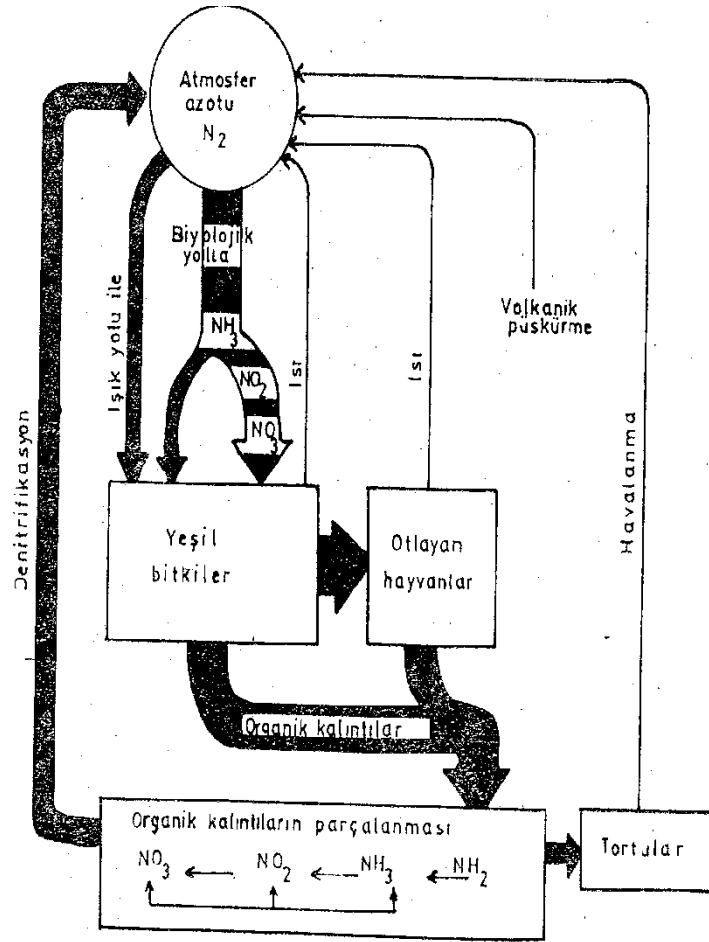 Atmosfer
azotu
N2
Biyolojik
yolla
Işık yolu ile
NH3
NO2
NO3
Isı
Isı
Volkanik
püskürme
Havalanma
Denitrifikasyon
Yeşil
bitkiler
Otlayan
hayvanlar
Organik kalıntılar
Organik kalıntıların parçalanması
NO3 ← NO2 ← NH3 ← NH2
Tortular